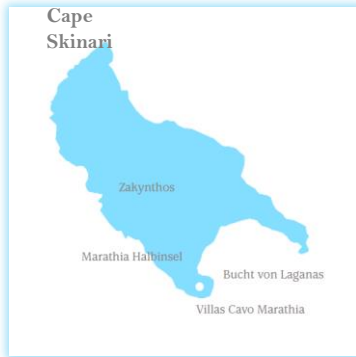 Cape
Skinari
Zakynthos
Marathia Halbinsel
Bucht von Laganas
Villas Cavo Marathia